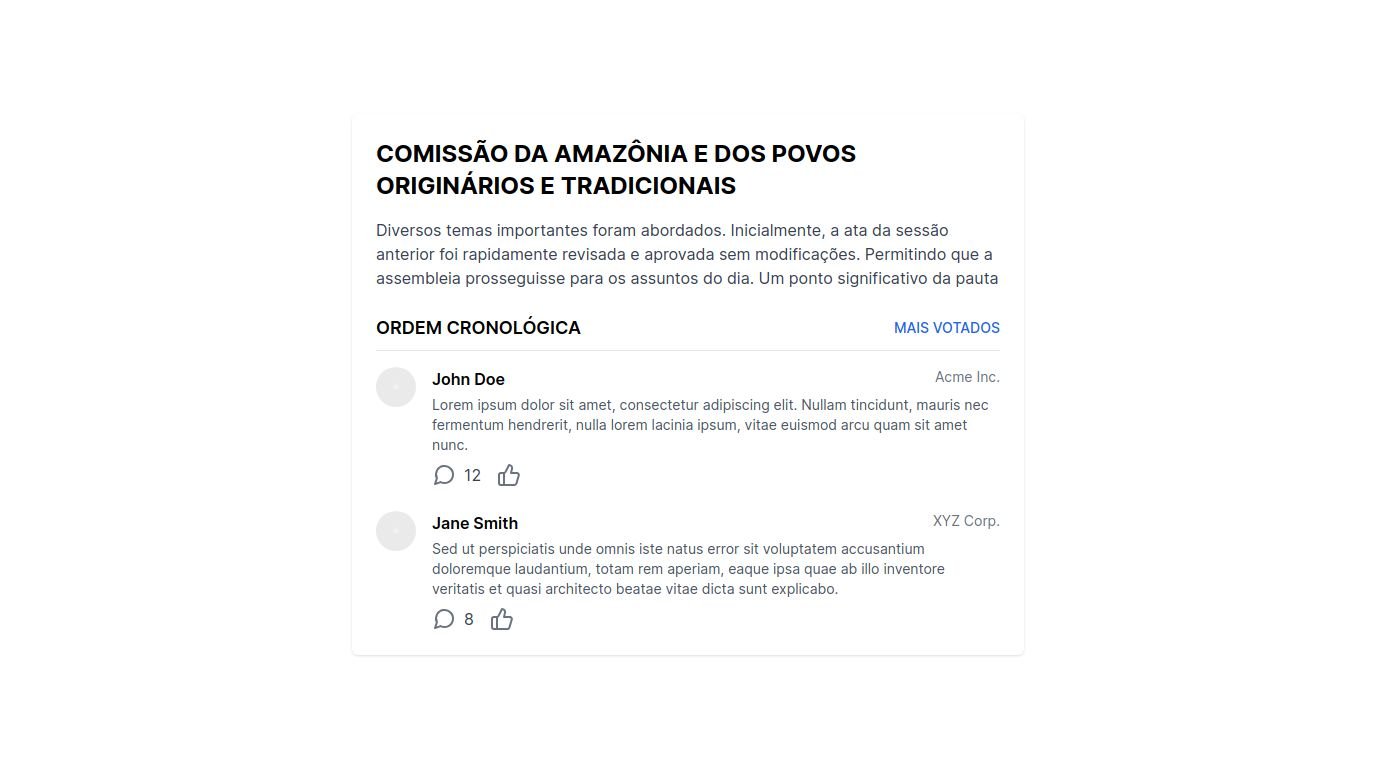 COMISSÃO DA AMAZÔNIA E DOS POVOS
ORIGINÁRIOS E TRADICIONAIS
Diversos temas importantes foram abordados. Inicialmente, a ata da sessão
anterior foi rapidamente revisada e aprovada sem modificações. Permitindo que a
assembleia prosseguisse para os assuntos do dia. Um ponto significativo da pauta
ORDEM CRONOLÓGICA
MAIS VOTADOS
John Doe
Acme Inc.
Lorem ipsum dolor sit amet, consectetur adipiscing elit. Nullam tincidunt, mauris nec
fermentum hendrerit, nulla lorem lacinia ipsum, vitae euismod arcu quam sit amet
nunc.
12
Jane Smith
XYZ Corp.
Sed ut perspiciatis unde omnis iste natus error sit voluptatem accusantium
doloremque laudantium, totam rem aperiam, eaque ipsa quae ab illo inventore
veritatis et quasi architecto beatae vitae dicta sunt explicabo.
8